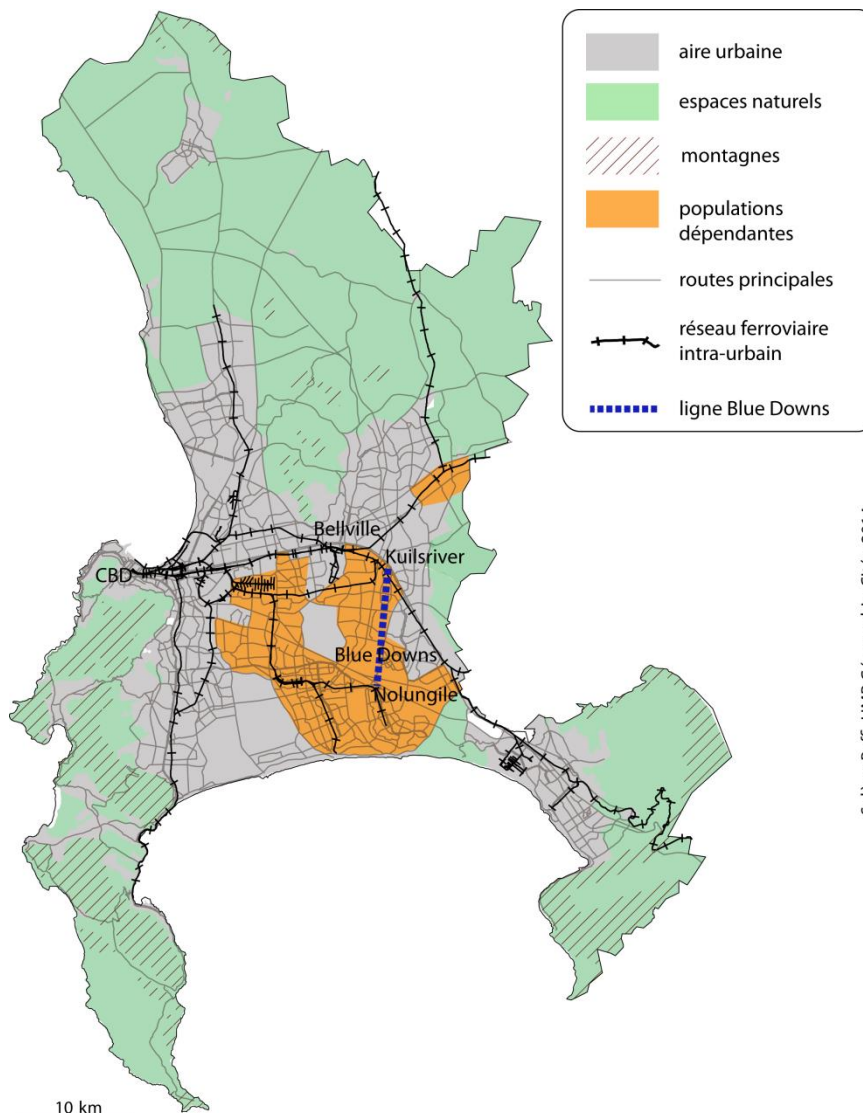 aire urbaine
espaces naturels
montagnes
populations
dépendantes
routes principales
réseau ferroviaire
intra-urbain
ligne Blue Downs
Bellville
Kuilsriver
CBD
Blue Downs
Nolungile
10 km